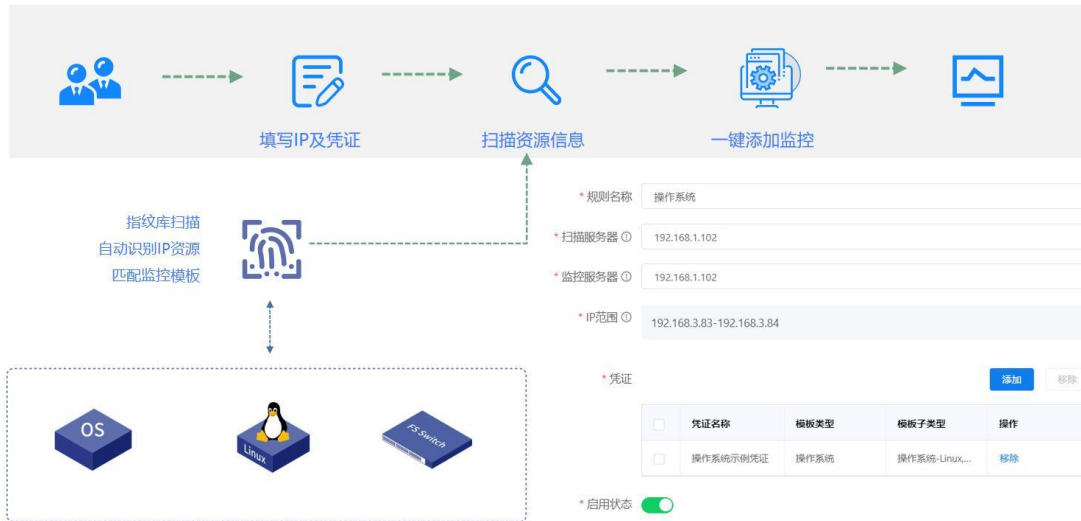 填写IP及凭证
扫描资源信息
一键添加监控
指纹库扫描
自动识别IP资源
匹配监控模板
OS
Linux
FS Switch
* 规则名称 操作系统
* 扫描服务器 192.168.1.102
* 监控服务器 192.168.1.102
* IP范围 192.168.3.83-192.168.3.84
* 凭证 添加 移除
凭证名称 模板类型 模板子类型 操作
操作系统示例凭证 操作系统 操作系统-Linux,... 移除
* 启用状态